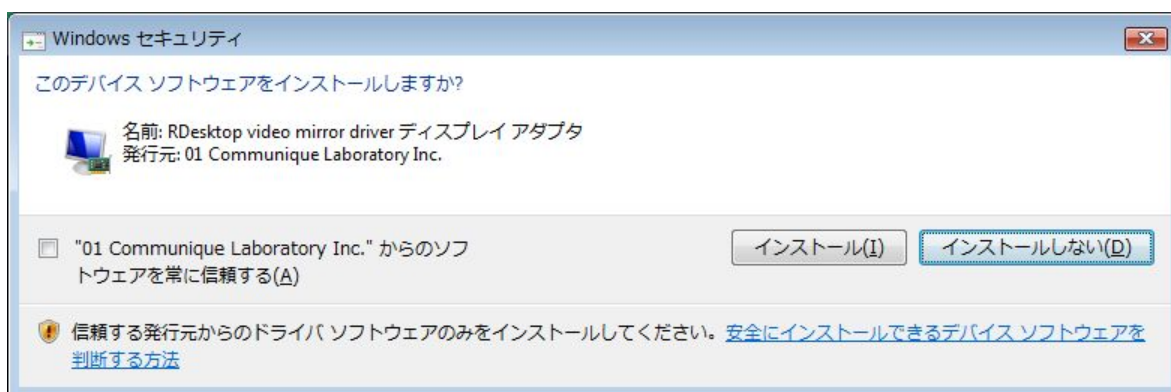 Windows セキュリティ
このデバイス ソフトウェアをインストールしますか?
名前: RDesktop video mirror driver ディスプレイ アダプタ
発行元: 01 Communique Laboratory Inc.
"01 Communique Laboratory Inc." からのソフ
トウェアを常に信頼する(A)
インストール(I)
インストールしない(D)
信頼する発行元からのドライバ ソフトウェアのみをインストールしてください。安全にインストールできるデバイス ソフトウェアを
判断する方法